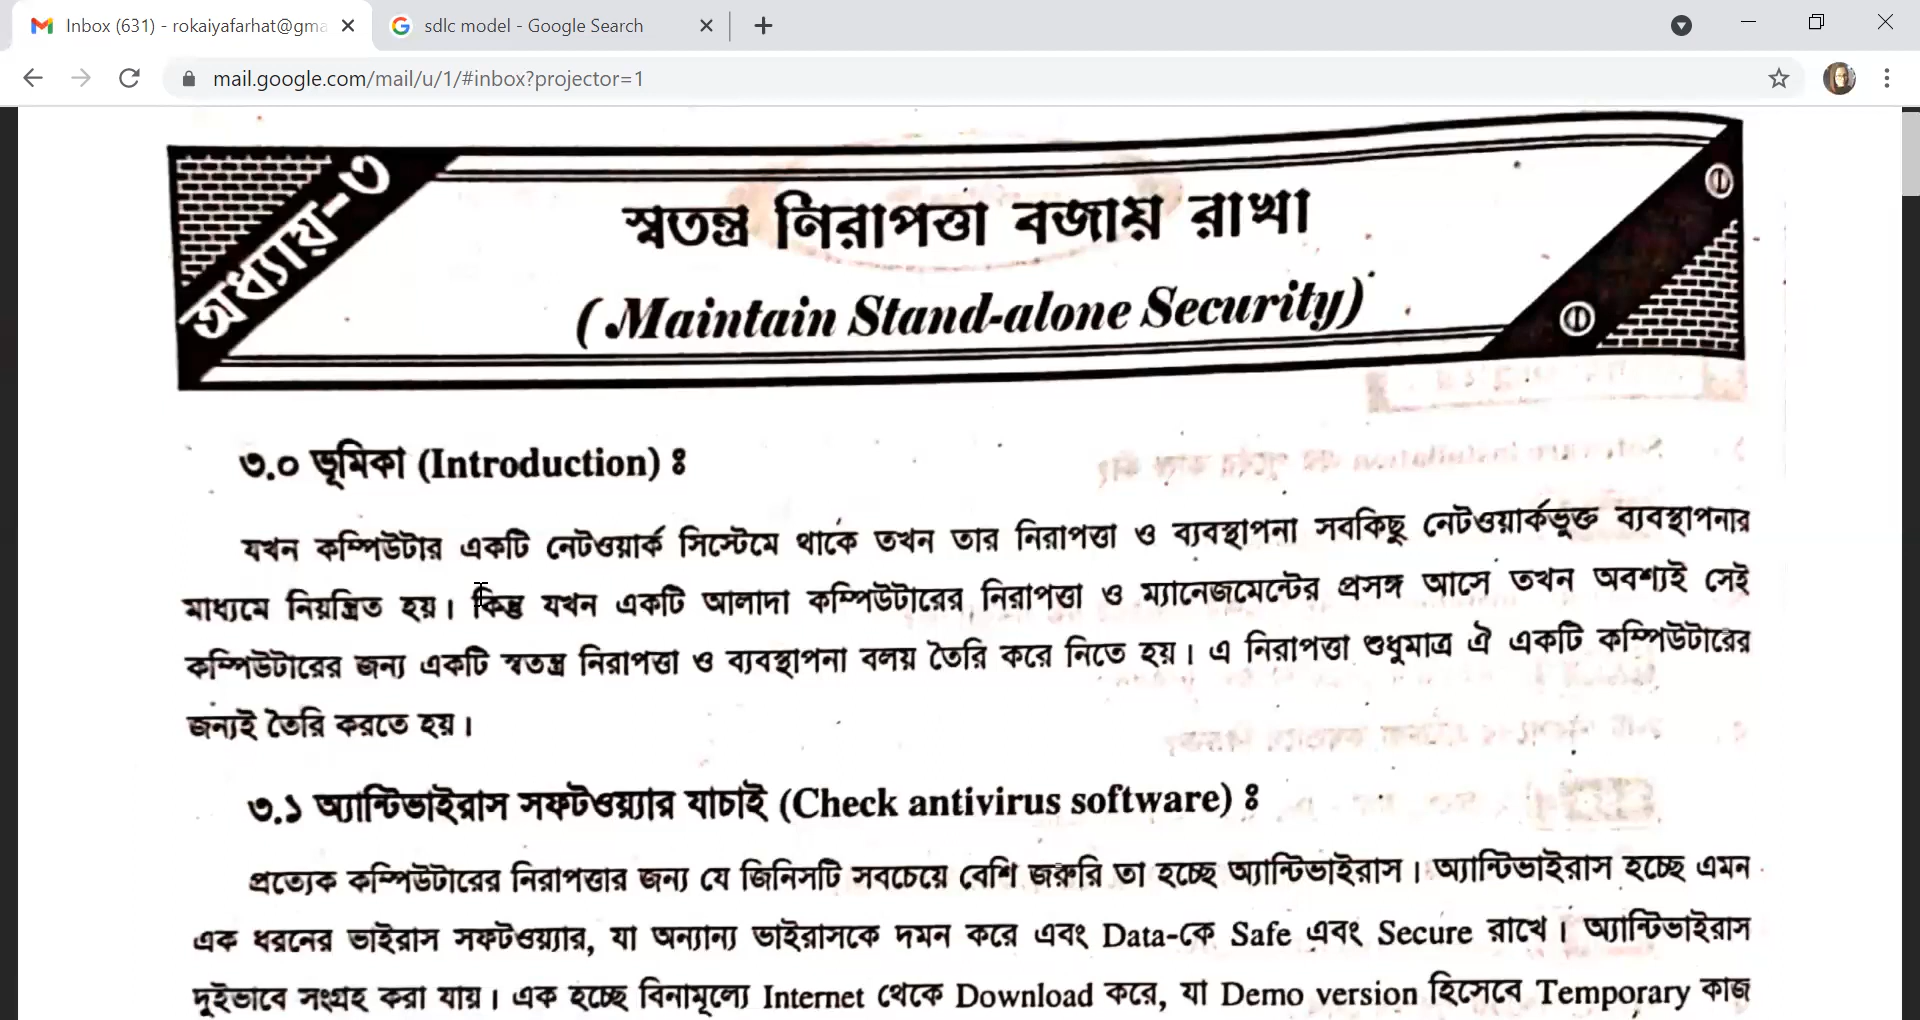 Inbox (631) - rokaiyafarhat@gma
sdlc model - Google Search
mail.google.com/mail/u/1/#inbox?projector=1
অধ্যায়-৩
স্বতন্ত্র নিরাপত্তা বজায় রাখা
(Maintain Stand-alone Security)
৩.০ ভূমিকা (Introduction) ঃ
যখন কম্পিউটার একটি নেটওয়ার্ক সিস্টেমে থাকে তখন তার নিরাপত্তা ও ব্যবস্থাপনা সবকিছু নেটওয়ার্কভুক্ত ব্যবস্থাপনার
মাধ্যমে নিয়ন্ত্রিত হয়। কিন্তু যখন একটি আলাদা কম্পিউটারের নিরাপত্তা ও ম্যানেজমেন্টের প্রসঙ্গ আসে তখন অবশ্যই সেই
কম্পিউটারের জন্য একটি স্বতন্ত্র নিরাপত্তা ও ব্যবস্থাপনা বলয় তৈরি করে নিতে হয়। এ নিরাপত্তা শুধুমাত্র ঐ একটি কম্পিউটারের
জন্যই তৈরি করতে হয়।
৩.১ অ্যান্টিভাইরাস সফটওয়্যার যাচাই (Check antivirus software) ঃ
প্রত্যেক কম্পিউটারের নিরাপত্তার জন্য যে জিনিসটি সবচেয়ে বেশি জরুরি তা হচ্ছে অ্যান্টিভাইরাস। অ্যান্টিভাইরাস হচ্ছে এমন
এক ধরনের ভাইরাস সফটওয়্যার, যা অন্যান্য ভাইরাসকে দমন করে এবং Data-কে Safe এবং Secure রাখে। অ্যান্টিভাইরাস
দুইভাবে সংগ্রহ করা যায়। এক হচ্ছে বিনামূল্যে Internet থেকে Download করে, যা Demo version হিসেবে Temporary কাজ